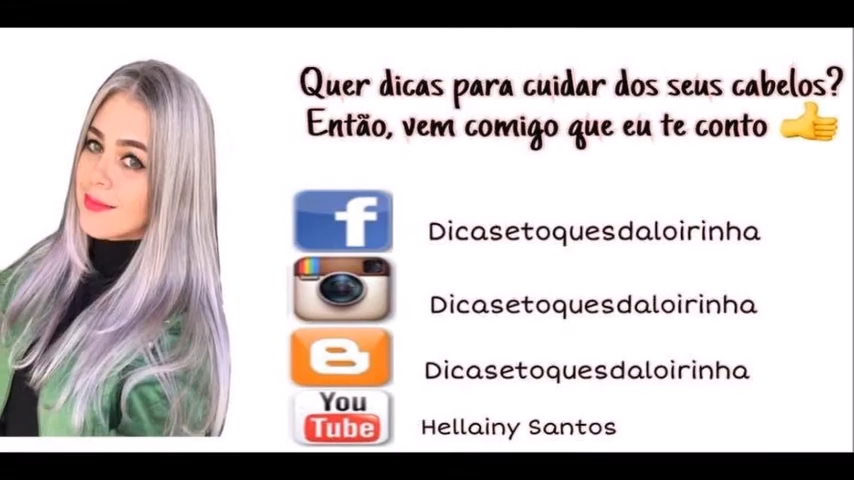 Quer dicas para cuidar dos seus cabelos?
Então, vem comigo que eu te conto 👍
f
Dicasetoquesdaloirinha
Dicasetoquesdaloirinha
B
Dicasetoquesdaloirinha
You
Tube
Hellainy Santos